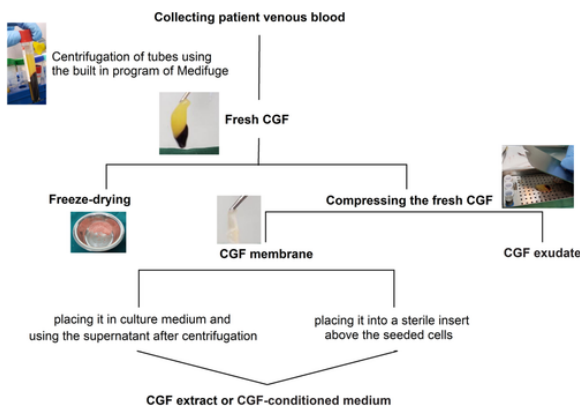 Collecting patient venous blood
Centrifugation of tubes using
the built in program of Medifuge
Fresh CGF
Freeze-drying
Compressing the fresh CGF
CGF membrane
CGF exudate
placing it in culture medium and
using the supernatant after centrifugation
placing it into a sterile insert
above the seeded cells
CGF extract or CGF-conditioned medium